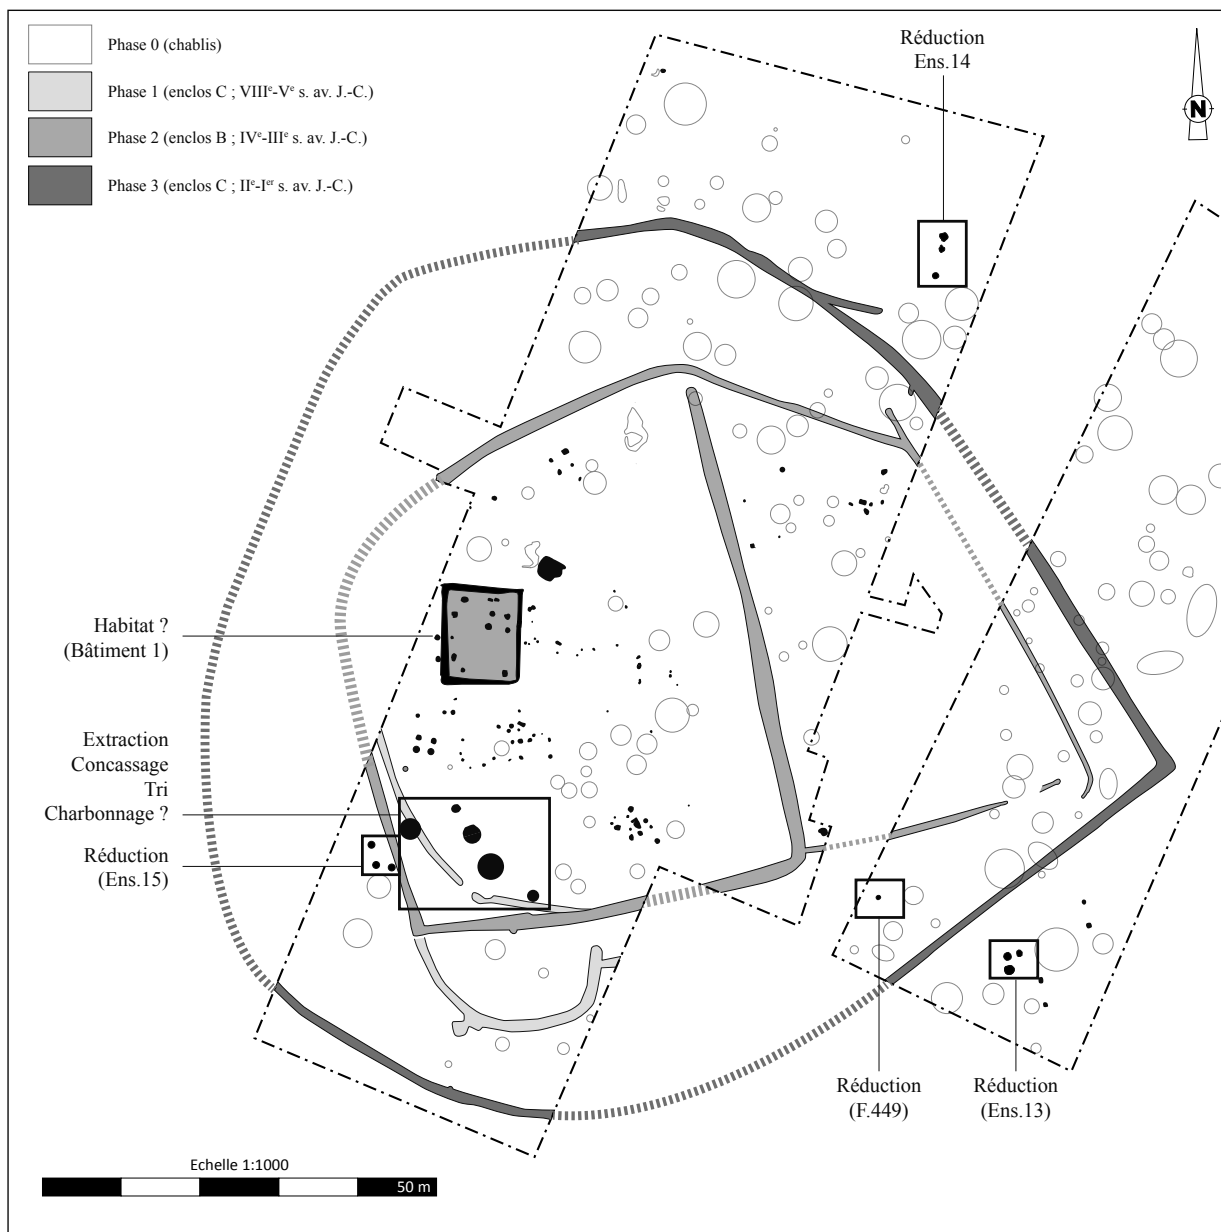 Phase 0 (chablis)
Phase 1 (enclos C ; VIIIe-Ve s. av. J.-C.)
Phase 2 (enclos B ; IVe-IIIe s. av. J.-C.)
Phase 3 (enclos C ; IIe-Ier s. av. J.-C.)
Réduction
Ens.14
N
Habitat ?
(Bâtiment 1)
Extraction
Concassage
Tri
Charbonnage ?
Réduction
(Ens.15)
Réduction
(F.449)
Réduction
(Ens.13)
Echelle 1:1000
50 m